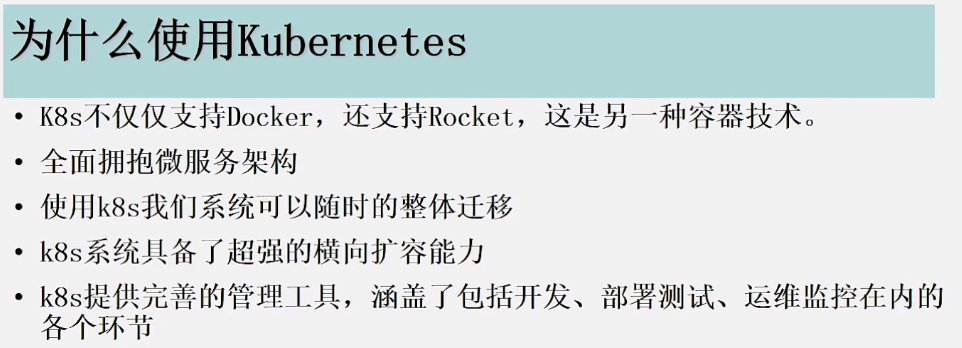 为什么使用Kubernetes
• K8s不仅仅支持Docker，还支持Rocket，这是另一种容器技术。
• 全面拥抱微服务架构
• 使用k8s我们系统可以随时的整体迁移
• k8s系统具备了超强的横向扩容能力
• k8s提供完善的管理工具，涵盖了包括开发、部署测试、运维监控在内的
各个环节